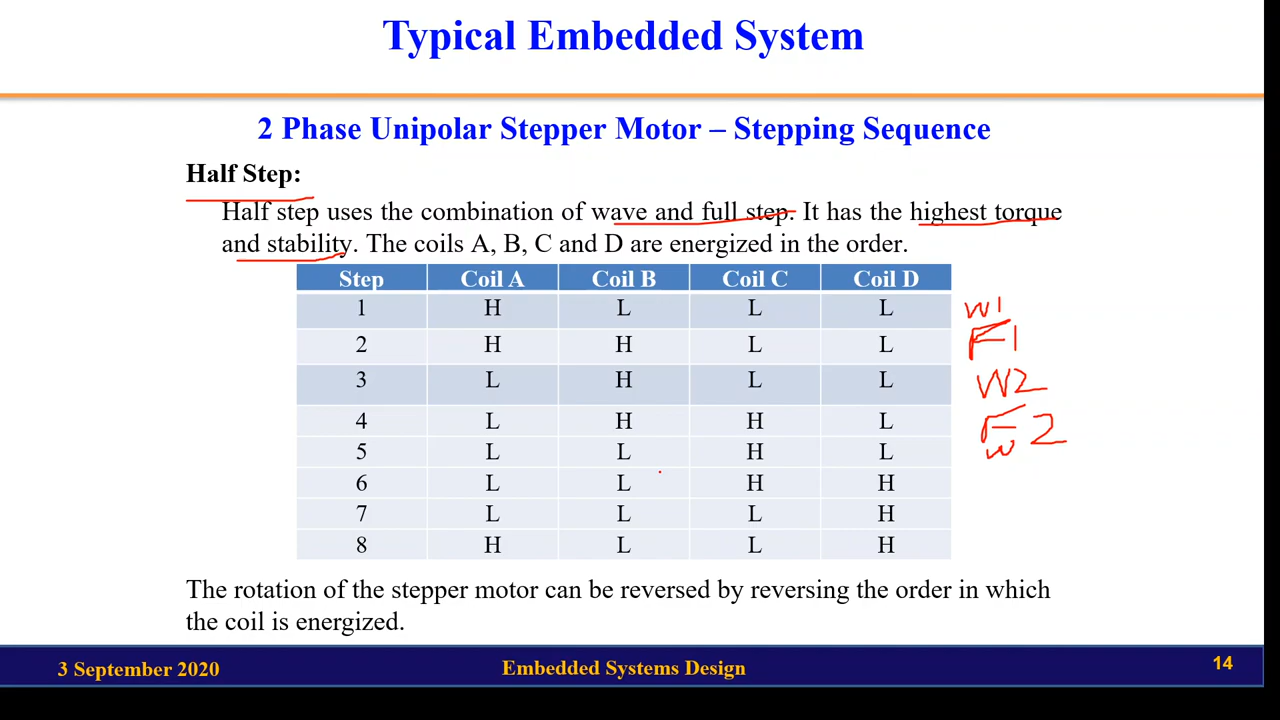 Typical Embedded System
2 Phase Unipolar Stepper Motor – Stepping Sequence
Half Step:
Half step uses the combination of wave and full step. It has the highest torque
and stability. The coils A, B, C and D are energized in the order.
Step Coil A Coil B Coil C Coil D
1 H L L L W1
2 H H L L F1
3 L H L L W2
4 L H H L F2
5 L L H L W
6 L L H H
7 L L L H
8 H L L H
The rotation of the stepper motor can be reversed by reversing the order in which
the coil is energized.
3 September 2020 Embedded Systems Design 14